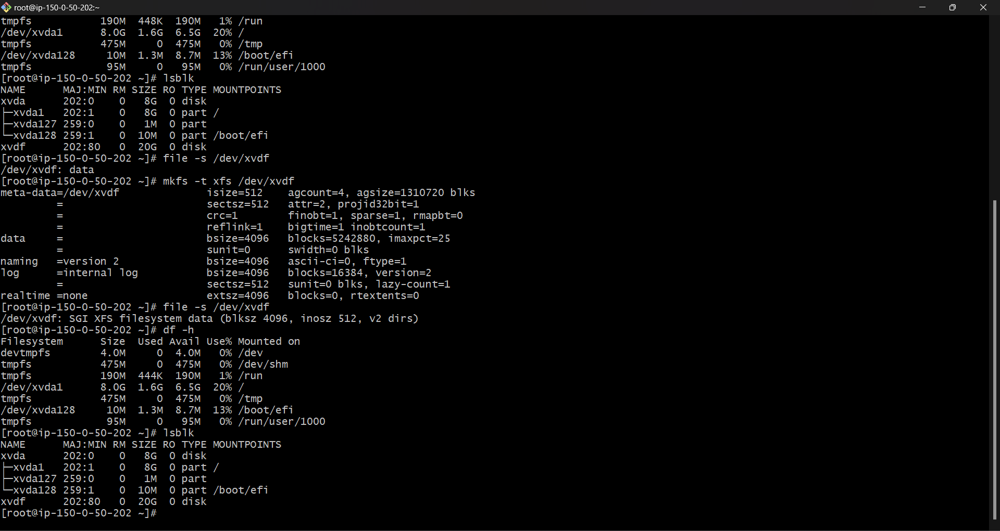 root@ip-150-0-50-202:~
tmpfs           190M  448K  190M   1% /run
/dev/xvda1      8.0G  1.6G  6.5G  20% /
tmpfs           475M     0  475M   0% /tmp
/dev/xvda128     10M  1.3M  8.7M  13% /boot/efi
tmpfs            95M     0   95M   0% /run/user/1000
[root@ip-150-0-50-202 ~]# lsblk
NAME      MAJ:MIN RM SIZE RO TYPE MOUNTPOINTS
xvda      202:0    0   8G  0 disk
├─xvda1   202:1    0   8G  0 part /
├─xvda127 259:0    0   1M  0 part
└─xvda128 259:1    0  10M  0 part /boot/efi
xvdf      202:80   0  20G  0 disk
[root@ip-150-0-50-202 ~]# file -s /dev/xvdf
/dev/xvdf: data
[root@ip-150-0-50-202 ~]# mkfs -t xfs /dev/xvdf
meta-data=/dev/xvdf              isize=512    agcount=4, agsize=1310720 blks
         =                       sectsz=512   attr=2, projid32bit=1
         =                       crc=1        finobt=1, sparse=1, rmapbt=0
         =                       reflink=1    bigtime=1 inobtcount=1
data     =                       bsize=4096   blocks=5242880, imaxpct=25
         =                       sunit=0      swidth=0 blks
naming   =version 2              bsize=4096   ascii-ci=0, ftype=1
log      =internal log           bsize=4096   blocks=16384, version=2
         =                       sectsz=512   sunit=0 blks, lazy-count=1
realtime =none                   extsz=4096   blocks=0, rtextents=0
[root@ip-150-0-50-202 ~]# file -s /dev/xvdf
/dev/xvdf: SGI XFS filesystem data (blksz 4096, inosz 512, v2 dirs)
[root@ip-150-0-50-202 ~]# df -h
Filesystem      Size  Used Avail Use% Mounted on
devtmpfs        4.0M     0  4.0M   0% /dev
tmpfs           475M     0  475M   0% /dev/shm
tmpfs           190M  444K  190M   1% /run
/dev/xvda1      8.0G  1.6G  6.5G  20% /
tmpfs           475M     0  475M   0% /tmp
/dev/xvda128     10M  1.3M  8.7M  13% /boot/efi
tmpfs            95M     0   95M   0% /run/user/1000
[root@ip-150-0-50-202 ~]# lsblk
NAME      MAJ:MIN RM SIZE RO TYPE MOUNTPOINTS
xvda      202:0    0   8G  0 disk
├─xvda1   202:1    0   8G  0 part /
├─xvda127 259:0    0   1M  0 part
└─xvda128 259:1    0  10M  0 part /boot/efi
xvdf      202:80   0  20G  0 disk
[root@ip-150-0-50-202 ~]#